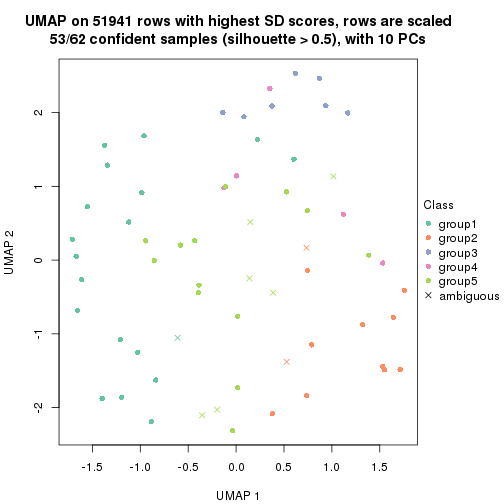 UMAP on 51941 rows with highest SD scores, rows are scaled
53/62 confident samples (silhouette > 0.5), with 10 PCs
UMAP 2
2
1
0
-1
-2
-1.5
-1.0
-0.5
0.0
0.5
1.0
1.5
UMAP 1
Class
group1
group2
group3
group4
group5
ambiguous